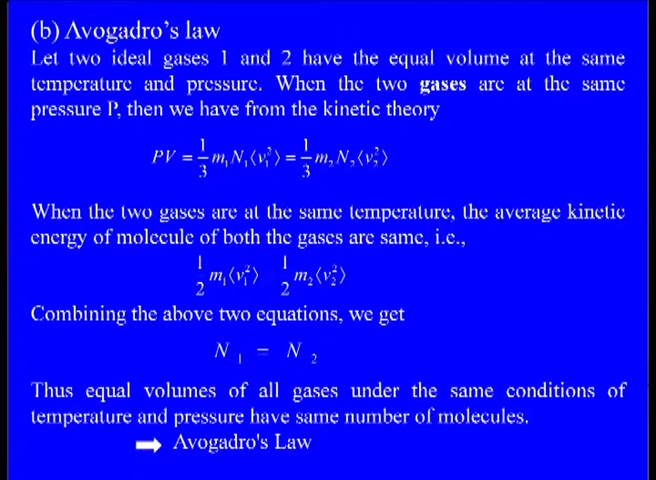 (b) Avogadro's law
Let two ideal gases 1 and 2 have the equal volume at the same
temperature and pressure. When the two gases are at the same
pressure P, then we have from the kinetic theory
PV = 1/3 m₁N₁⟨v₁²⟩ = 1/3 m₂N₂⟨v₂²⟩
When the two gases are at the same temperature, the average kinetic
energy of molecule of both the gases are same, i.e.,
1/2 m₁⟨v₁²⟩ 1/2 m₂⟨v₂²⟩
Combining the above two equations, we get
N₁ = N₂
Thus equal volumes of all gases under the same conditions of
temperature and pressure have same number of molecules.
⇨ Avogadro's Law